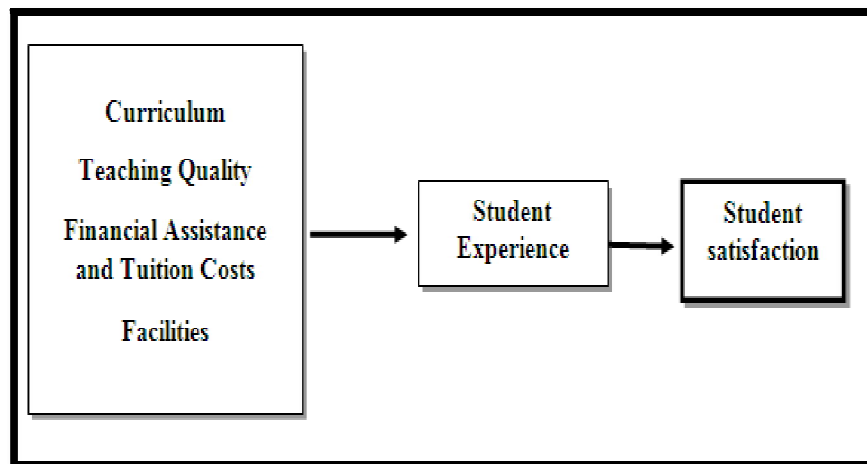 Curriculum
Teaching Quality
Financial Assistance
and Tuition Costs
Facilities
Student
Experience
Student
satisfaction